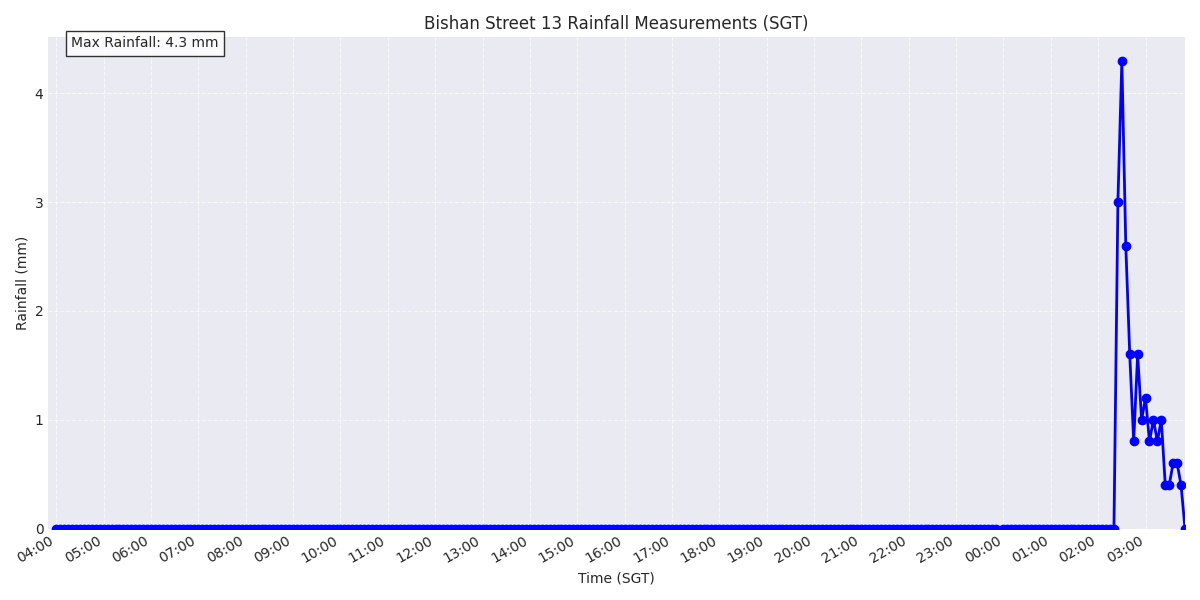 Bishan Street 13 Rainfall Measurements (SGT)
Max Rainfall: 4.3 mm
Rainfall (mm)
4
3
2
1
0
04:00 05:00 06:00 07:00 08:00 09:00 10:00 11:00 12:00 13:00 14:00 15:00 16:00 17:00 18:00 19:00 20:00 21:00 22:00 23:00 00:00 01:00 02:00 03:00
Time (SGT)